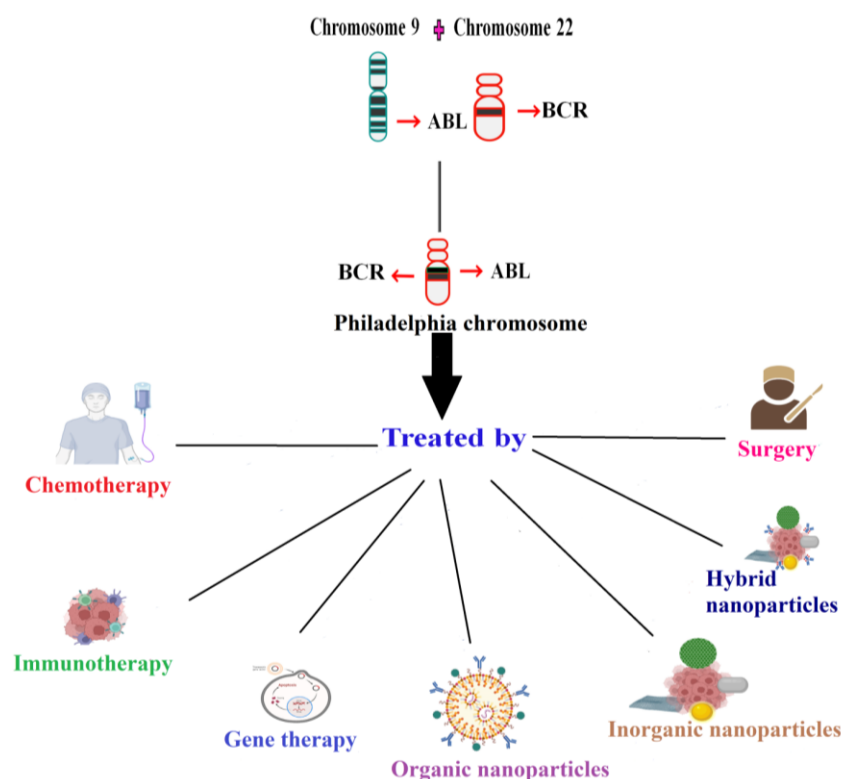 Chromosome 9 + Chromosome 22
ABL
BCR
BCR
ABL
Philadelphia chromosome
Treated by
Surgery
Chemotherapy
Hybrid
nanoparticles
Immunotherapy
Gene therapy
Inorganic nanoparticles
Organic nanoparticles